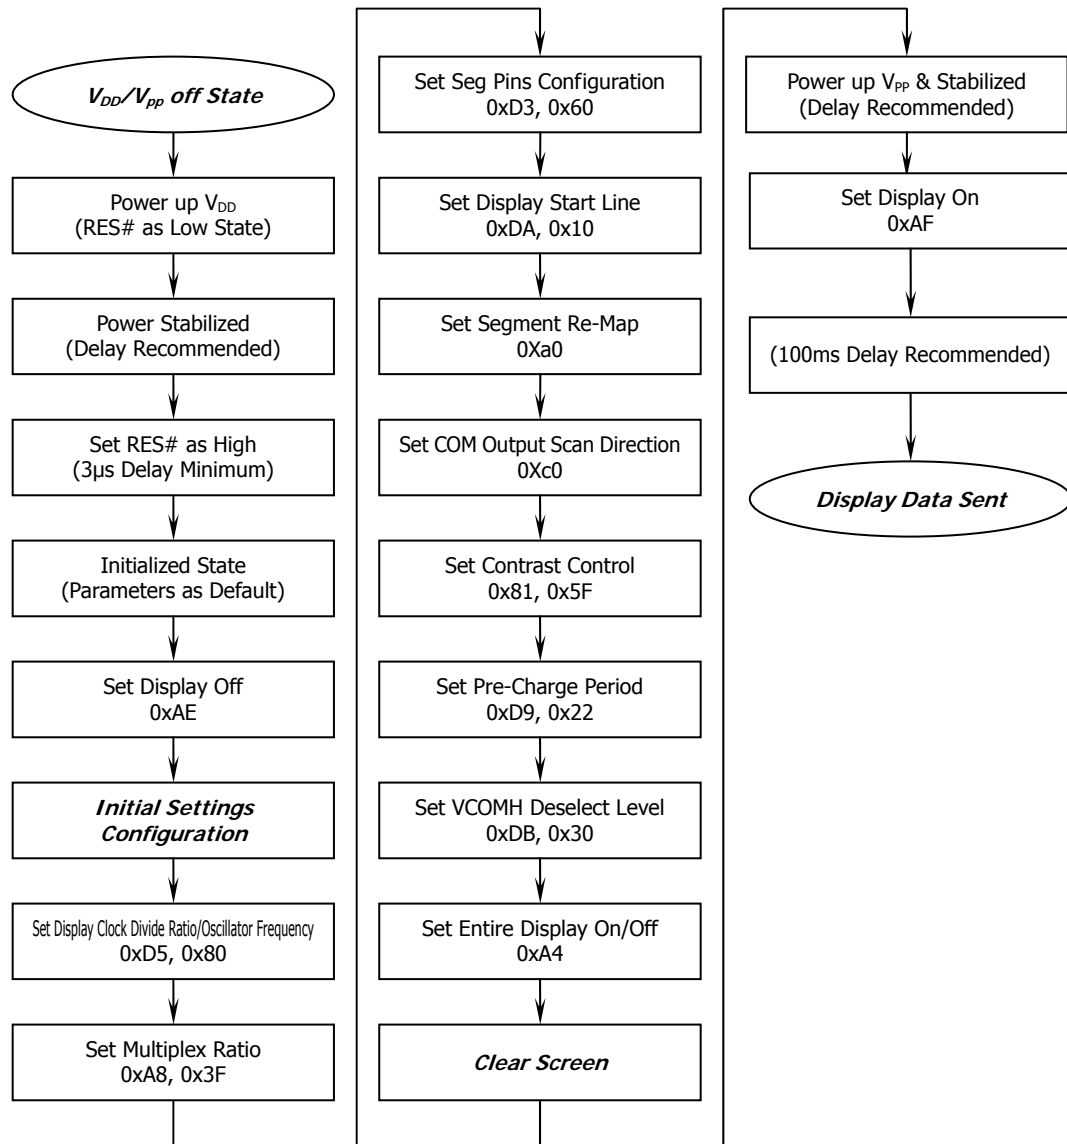 V_DD/V_pp off State
Power up V_DD
(RES# as Low State)
Power Stabilized
(Delay Recommended)
Set RES# as High
(3µs Delay Minimum)
Initialized State
(Parameters as Default)
Set Display Off
0xAE
Initial Settings
Configuration
Set Display Clock Divide Ratio/Oscillator Frequency
0xD5, 0x80
Set Multiplex Ratio
0xA8, 0x3F
Set Seg Pins Configuration
0xD3, 0x60
Set Display Start Line
0xDA, 0x10
Set Segment Re-Map
0Xa0
Set COM Output Scan Direction
0Xc0
Set Contrast Control
0x81, 0x5F
Set Pre-Charge Period
0xD9, 0x22
Set VCOMH Deselect Level
0xDB, 0x30
Set Entire Display On/Off
0xA4
Clear Screen
Power up V_PP & Stabilized
(Delay Recommended)
Set Display On
0xAF
(100ms Delay Recommended)
Display Data Sent